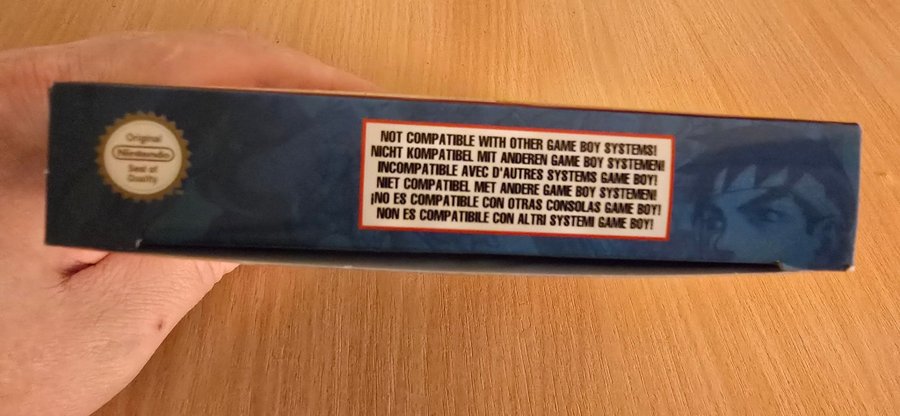 Original
Nintendo
Seal of
Quality
NOT COMPATIBLE WITH OTHER GAME BOY SYSTEMS!
NICHT KOMPATIBEL MIT ANDEREN GAME BOY SYSTEMEN!
INCOMPATIBLE AVEC D'AUTRES SYSTEMS GAME BOY!
NIET COMPATIBEL MET ANDERE GAME BOY SYSTEMEN!
¡NO ES COMPATIBLE CON OTRAS CONSOLAS GAME BOY!
NON ES COMPATIBILE CON ALTRI SYSTEMI GAME BOY!